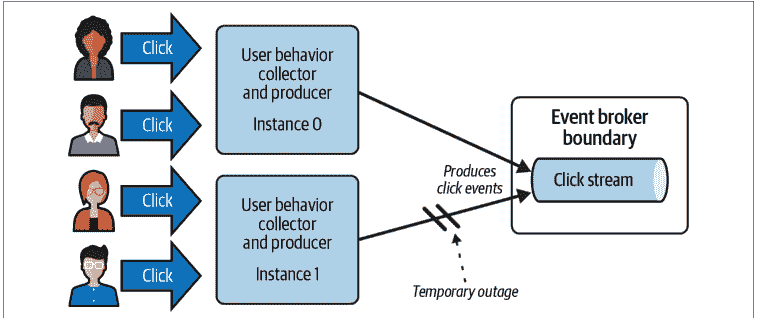 Click
User behavior
collector
and producer
Instance 0
Click
Click
User behavior
collector
and producer
Instance 1
Click
Produces
click events
Temporary outage
Event broker
boundary
Click stream